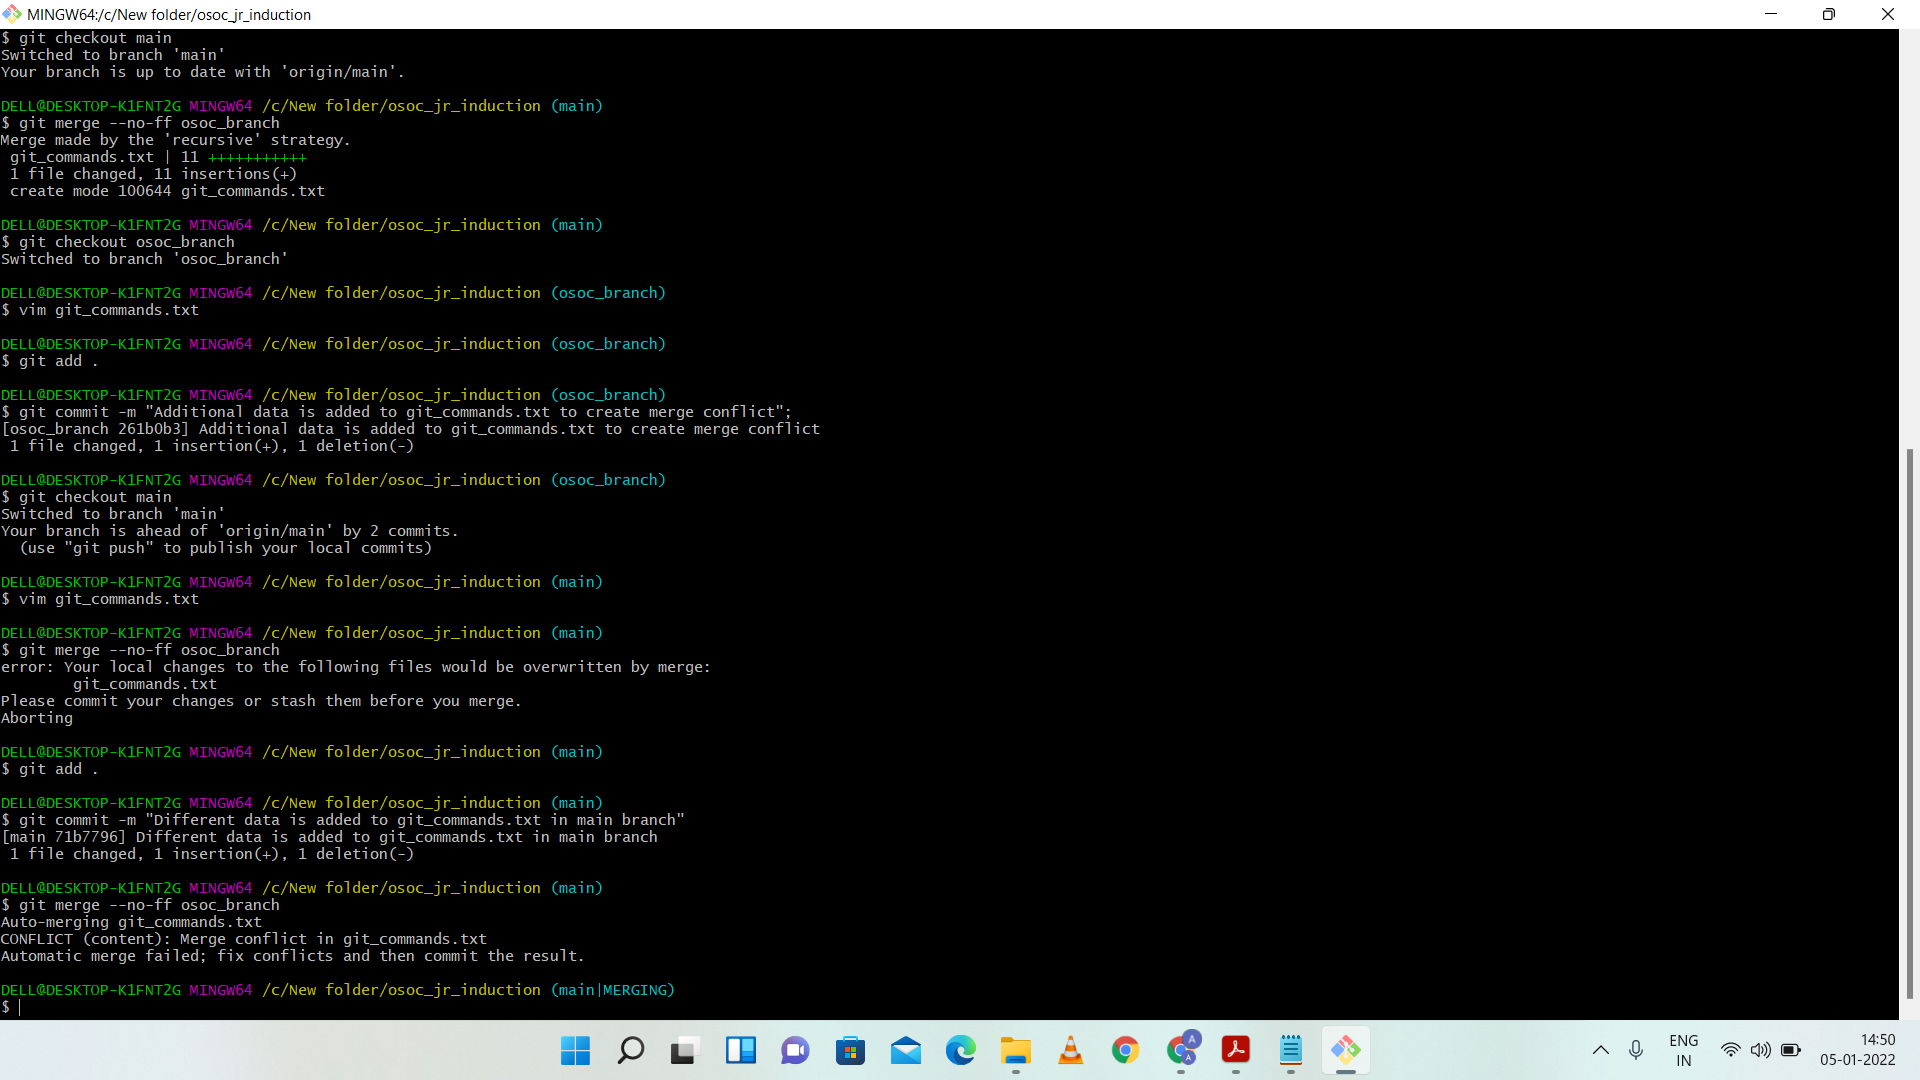 MINGW64:/c/New folder/osoc_jr_induction
$ git checkout main
Switched to branch 'main'
Your branch is up to date with 'origin/main'.
DELL@DESKTOP-K1FNT2G MINGW64 /c/New folder/osoc_jr_induction (main)
$ git merge --no-ff osoc_branch
Merge made by the 'recursive' strategy.
 git_commands.txt | 11 +++++++++++
 1 file changed, 11 insertions(+)
 create mode 100644 git_commands.txt
DELL@DESKTOP-K1FNT2G MINGW64 /c/New folder/osoc_jr_induction (main)
$ git checkout osoc_branch
Switched to branch 'osoc_branch'
DELL@DESKTOP-K1FNT2G MINGW64 /c/New folder/osoc_jr_induction (osoc_branch)
$ vim git_commands.txt
DELL@DESKTOP-K1FNT2G MINGW64 /c/New folder/osoc_jr_induction (osoc_branch)
$ git add .
DELL@DESKTOP-K1FNT2G MINGW64 /c/New folder/osoc_jr_induction (osoc_branch)
$ git commit -m "Additional data is added to git_commands.txt to create merge conflict";
[osoc_branch 261b0b3] Additional data is added to git_commands.txt to create merge conflict
 1 file changed, 1 insertion(+), 1 deletion(-)
DELL@DESKTOP-K1FNT2G MINGW64 /c/New folder/osoc_jr_induction (osoc_branch)
$ git checkout main
Switched to branch 'main'
Your branch is ahead of 'origin/main' by 2 commits.
  (use "git push" to publish your local commits)
DELL@DESKTOP-K1FNT2G MINGW64 /c/New folder/osoc_jr_induction (main)
$ vim git_commands.txt
DELL@DESKTOP-K1FNT2G MINGW64 /c/New folder/osoc_jr_induction (main)
$ git merge --no-ff osoc_branch
error: Your local changes to the following files would be overwritten by merge:
        git_commands.txt
Please commit your changes or stash them before you merge.
Aborting
DELL@DESKTOP-K1FNT2G MINGW64 /c/New folder/osoc_jr_induction (main)
$ git add .
DELL@DESKTOP-K1FNT2G MINGW64 /c/New folder/osoc_jr_induction (main)
$ git commit -m "Different data is added to git_commands.txt in main branch"
[main 71b7796] Different data is added to git_commands.txt in main branch
 1 file changed, 1 insertion(+), 1 deletion(-)
DELL@DESKTOP-K1FNT2G MINGW64 /c/New folder/osoc_jr_induction (main)
$ git merge --no-ff osoc_branch
Auto-merging git_commands.txt
CONFLICT (content): Merge conflict in git_commands.txt
Automatic merge failed; fix conflicts and then commit the result.
DELL@DESKTOP-K1FNT2G MINGW64 /c/New folder/osoc_jr_induction (main|MERGING)
$
A
A
ENG
IN
14:50
05-01-2022